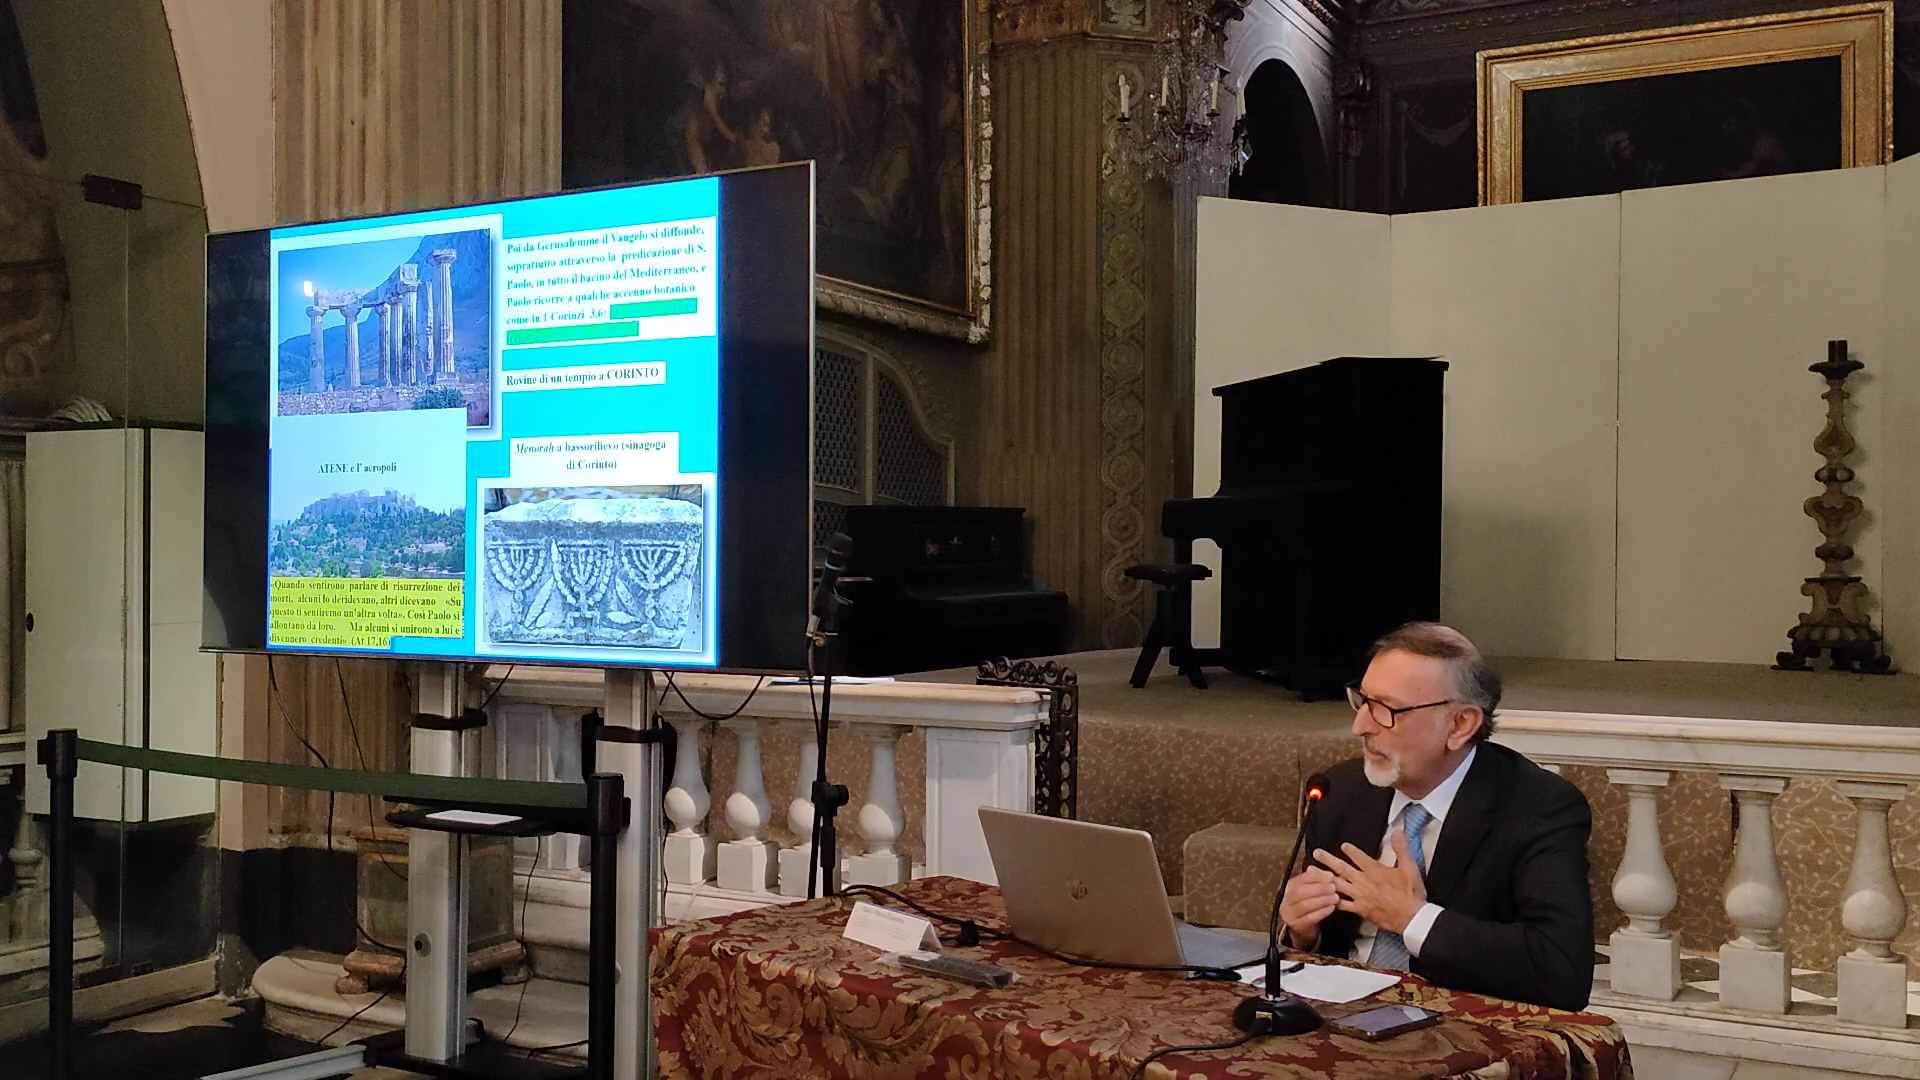 Poi da Gerusalemme il Vangelo si diffonde,
soprattutto attraverso la predicazione di S.
Paolo, in tutto il bacino del Mediterraneo, e
Paolo ricorre a qualche accenno botanico
come in 1 Corinzi 3,6:
Rovine di un tempio a CORINTO
Menorah a bassorilievo (sinagoga
di Corinto)
ATENE e l' acropoli
«Quando sentirono parlare di risurrezione dei
morti, alcuni lo deridevano, altri dicevano «Su
questo ti sentiremo un'altra volta». Così Paolo si
allontanò da loro. Ma alcuni si unirono a lui e
divennero credenti» (At 17,16)
hp